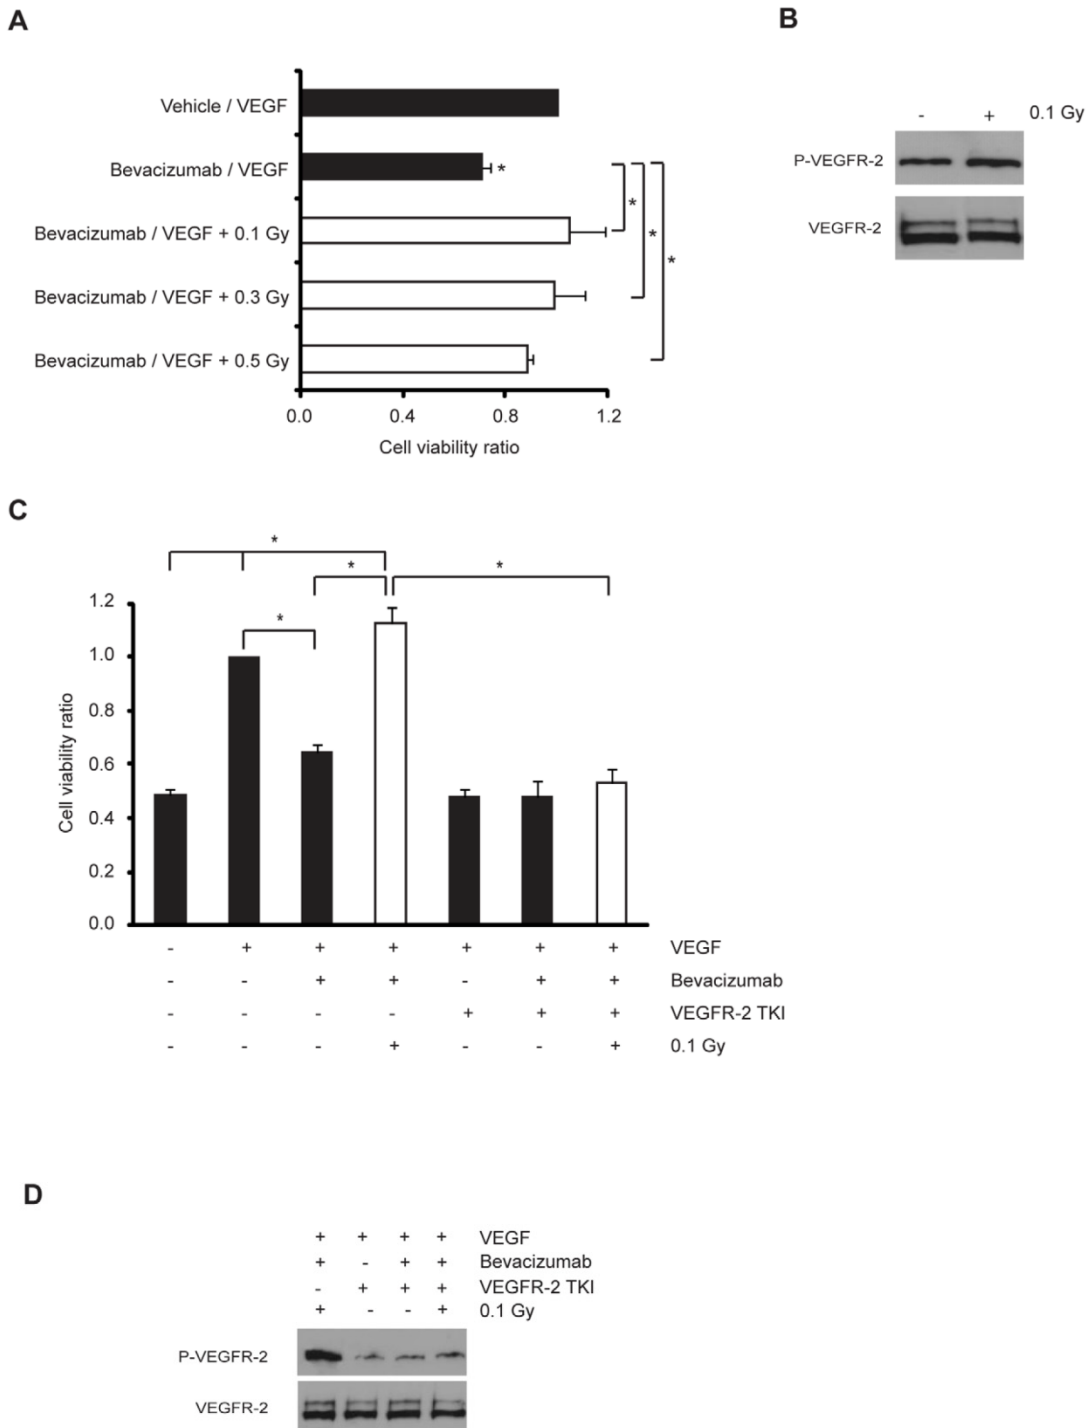 A
Vehicle / VEGF
Bevacizumab / VEGF
*
Bevacizumab / VEGF + 0.1 Gy
*
*
*
Bevacizumab / VEGF + 0.3 Gy
Bevacizumab / VEGF + 0.5 Gy
0.0 0.4 0.8 1.2
Cell viability ratio
B
- + 0.1 Gy
P-VEGFR-2
VEGFR-2
C
*
* *
*
1.2
1.0
0.8
0.6
0.4
0.2
0.0
Cell viability ratio
- + + + + + + VEGF
- - + + - + + Bevacizumab
- - - - + + + VEGFR-2 TKI
- - - + - - + 0.1 Gy
D
+ + + + VEGF
+ - + + Bevacizumab
- + + + VEGFR-2 TKI
+ - - + 0.1 Gy
P-VEGFR-2
VEGFR-2